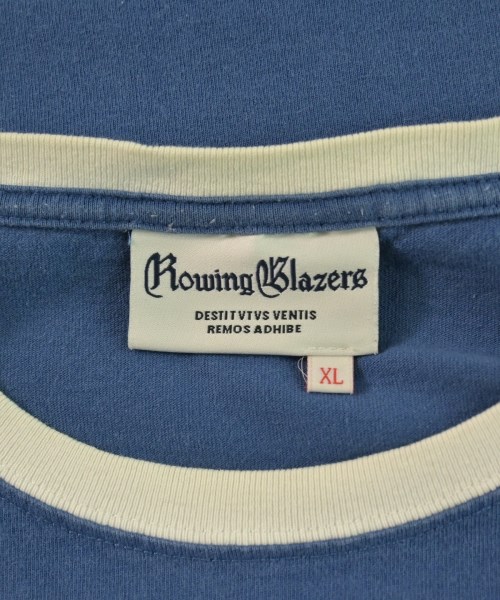 Rowing Blazers
DESTITVTVS VENTIS
REMOS ADHIBE
XL